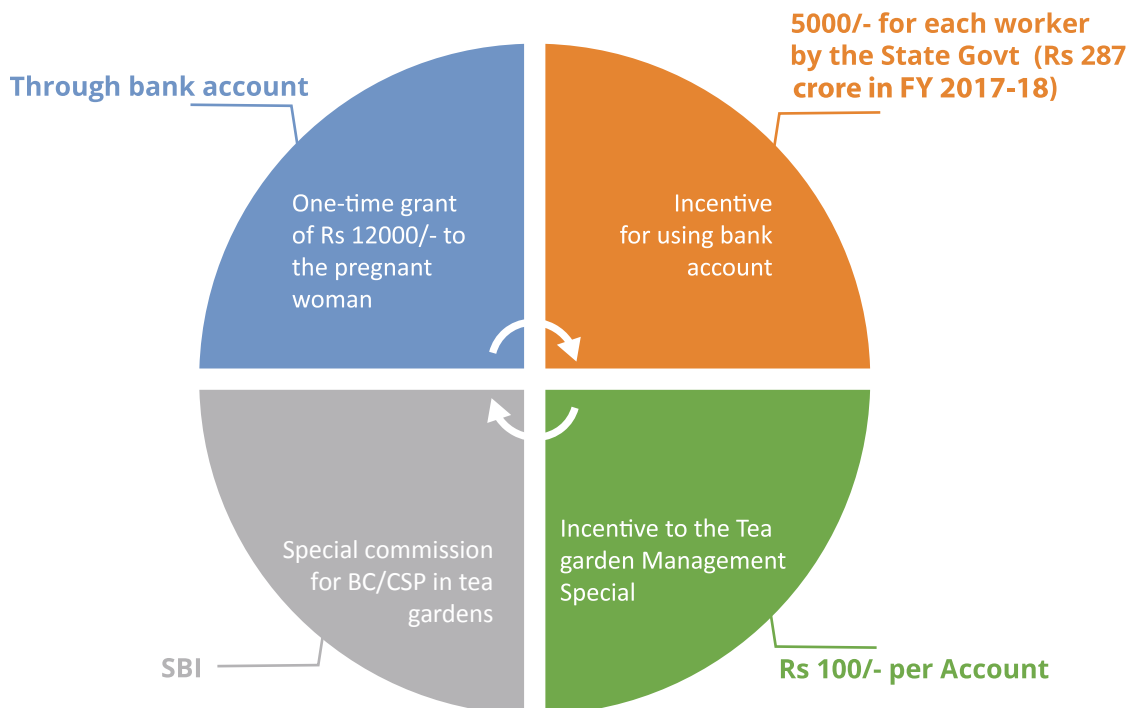 Through bank account
5000/- for each worker
by the State Govt (Rs 287
crore in FY 2017-18)
One-time grant
of Rs 12000/- to
the pregnant
woman
Incentive
for using bank
account
Special commission
for BC/CSP in tea
gardens
Incentive to the Tea
garden Management
Special
SBI
Rs 100/- per Account